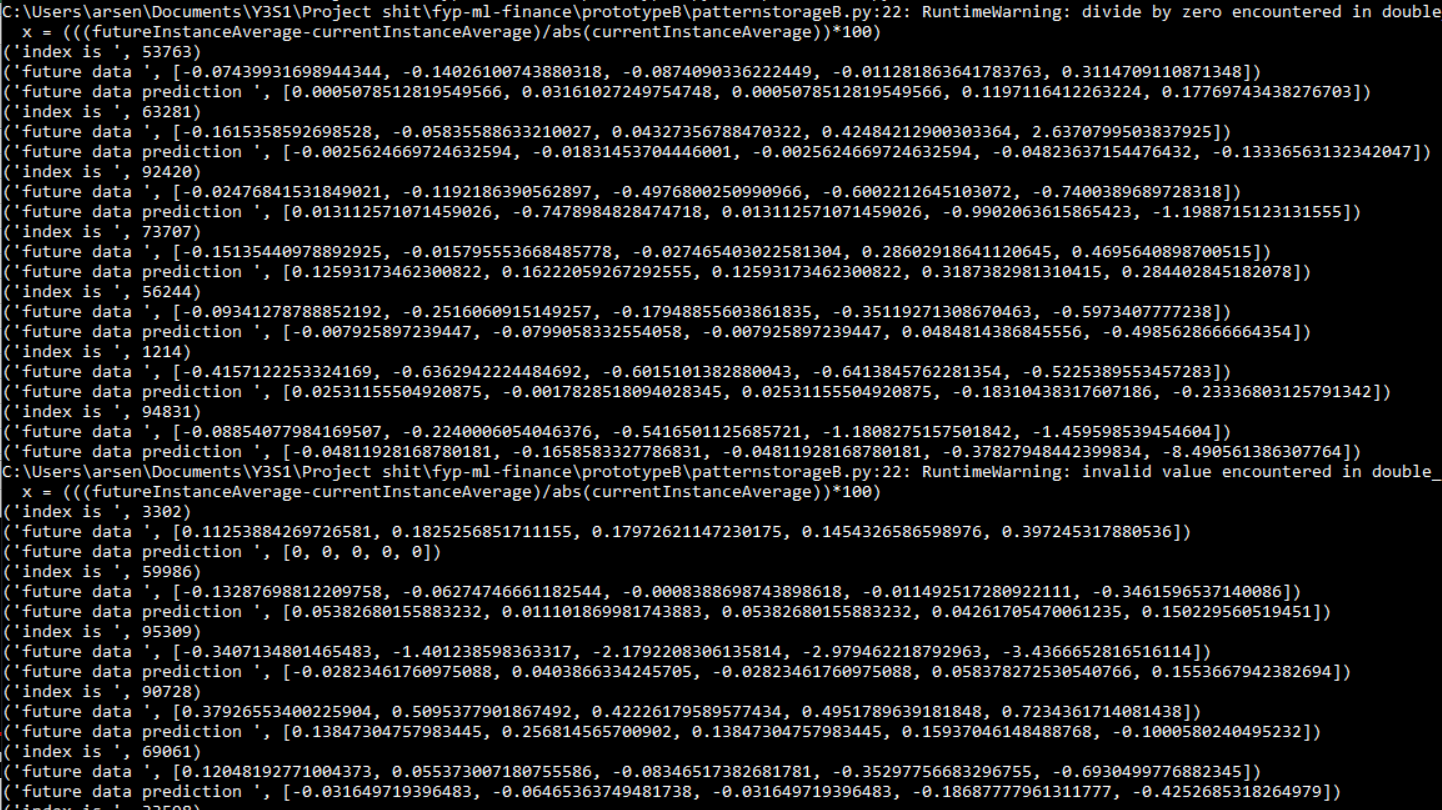 C:\Users\arsen\Documents\Y3S1\Project shit\fyp-ml-finance\prototypeB\patternstorageB.py:22: RuntimeWarning: divide by zero encountered in double
  x = (((futureInstanceAverage-currentInstanceAverage)/abs(currentInstanceAverage))*100)
('index is ', 53763)
('future data ', [-0.07439931698944344, -0.14026100743880318, -0.0874090336222449, -0.011281863641783763, 0.3114709110871348])
('future data prediction ', [0.0005078512819549566, 0.03161027249754748, 0.0005078512819549566, 0.1197116412263224, 0.17769743438276703])
('index is ', 63281)
('future data ', [-0.1615358592698528, -0.05835588633210027, 0.04327356788470322, 0.42484212900303364, 2.6370799503837925])
('future data prediction ', [-0.0025624669724632594, -0.01831453704446001, -0.0025624669724632594, -0.04823637154476432, -0.13336563132342047])
('index is ', 92420)
('future data ', [-0.02476841531849021, -0.1192186390562897, -0.4976800250990966, -0.6002212645103072, -0.7400389689728318])
('future data prediction ', [0.013112571071459026, -0.7478984828474718, 0.013112571071459026, -0.9902063615865423, -1.1988715123131555])
('index is ', 73707)
('future data ', [-0.15135440978892925, -0.015795553668485778, -0.027465403022581304, 0.28602918641120645, 0.4695640898700515])
('future data prediction ', [0.12593173462300822, 0.16222059267292555, 0.12593173462300822, 0.3187382981310415, 0.284402845182078])
('index is ', 56244)
('future data ', [-0.09341278788852192, -0.2516060915149257, -0.17948855603861835, -0.35119271308670463, -0.5973407777238])
('future data prediction ', [-0.007925897239447, -0.0799058332554058, -0.007925897239447, 0.0484814386845556, -0.4985628666664354])
('index is ', 1214)
('future data ', [-0.4157122253324169, -0.6362942224484692, -0.6015101382880043, -0.6413845762281354, -0.5225389553457283])
('future data prediction ', [0.02531155504920875, -0.0017828518094028345, 0.02531155504920875, -0.18310438317607186, -0.23336803125791342])
('index is ', 94831)
('future data ', [-0.08854077984169507, -0.2240006054046376, -0.5416501125685721, -1.1808275157501842, -1.459598539454604])
('future data prediction ', [-0.04811928168780181, -0.1658583327786831, -0.04811928168780181, -0.37827948442399834, -8.490561386307764])
C:\Users\arsen\Documents\Y3S1\Project shit\fyp-ml-finance\prototypeB\patternstorageB.py:22: RuntimeWarning: invalid value encountered in double_
  x = (((futureInstanceAverage-currentInstanceAverage)/abs(currentInstanceAverage))*100)
('index is ', 3302)
('future data ', [0.11253884269726581, 0.1825256851711155, 0.17972621147230175, 0.1454326586598976, 0.397245317880536])
('future data prediction ', [0, 0, 0, 0, 0])
('index is ', 59986)
('future data ', [-0.13287698812209758, -0.06274746661182544, -0.0008388698743898618, -0.011492517280922111, -0.3461596537140086])
('future data prediction ', [0.05382680155883232, 0.011101869981743883, 0.05382680155883232, 0.04261705470061235, 0.150229560519451])
('index is ', 95309)
('future data ', [-0.3407134801465483, -1.401238598363317, -2.1792208306135814, -2.979462218792963, -3.4366652816516114])
('future data prediction ', [-0.02823461760975088, 0.0403866334245705, -0.02823461760975088, 0.058378272530540766, 0.1553667942382694])
('index is ', 90728)
('future data ', [0.37926553400225904, 0.5095377901867492, 0.42226179589577434, 0.4951789639181848, 0.7234361714081438])
('future data prediction ', [0.13847304757983445, 0.256814565700902, 0.13847304757983445, 0.15937046148488768, -0.1000580240495232])
('index is ', 69061)
('future data ', [0.12048192771004373, 0.055373007180755586, -0.08346517382681781, -0.35297756683296755, -0.6930499776882345])
('future data prediction ', [-0.031649719396483, -0.06465363749481738, -0.031649719396483, -0.18687777961311777, -0.4252685318264979])